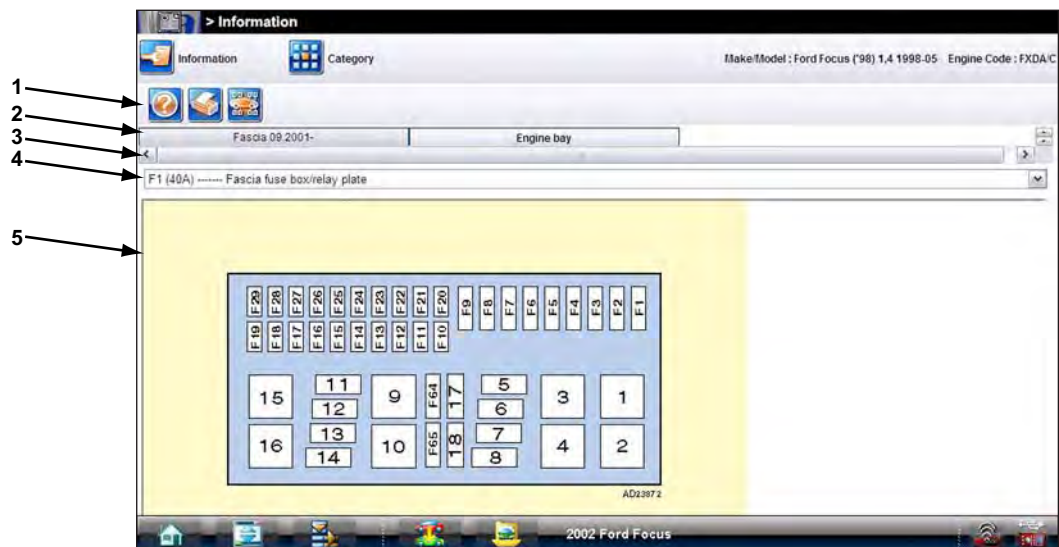 > Information
Information
Category
Make/Model : Ford Focus ('98) 1,4 1998-05 Engine Code : FXDA/C
1
2
3
4
5
Fascia 09.2001-
Engine bay
F1 (40A) ------- Fascia fuse box/relay plate
F29 F28 F27 F26 F25 F24 F23 F22 F21 F20 F9 F8 F7 F6 F5 F4 F3 F2 F1
F19 F18 F17 F16 F15 F14 F13 F12 F11 F10
15 11 9 F64 17 5 3 1
12 6
16 13 10 F65 18 7 4 2
14 8
AD23872
2002 Ford Focus